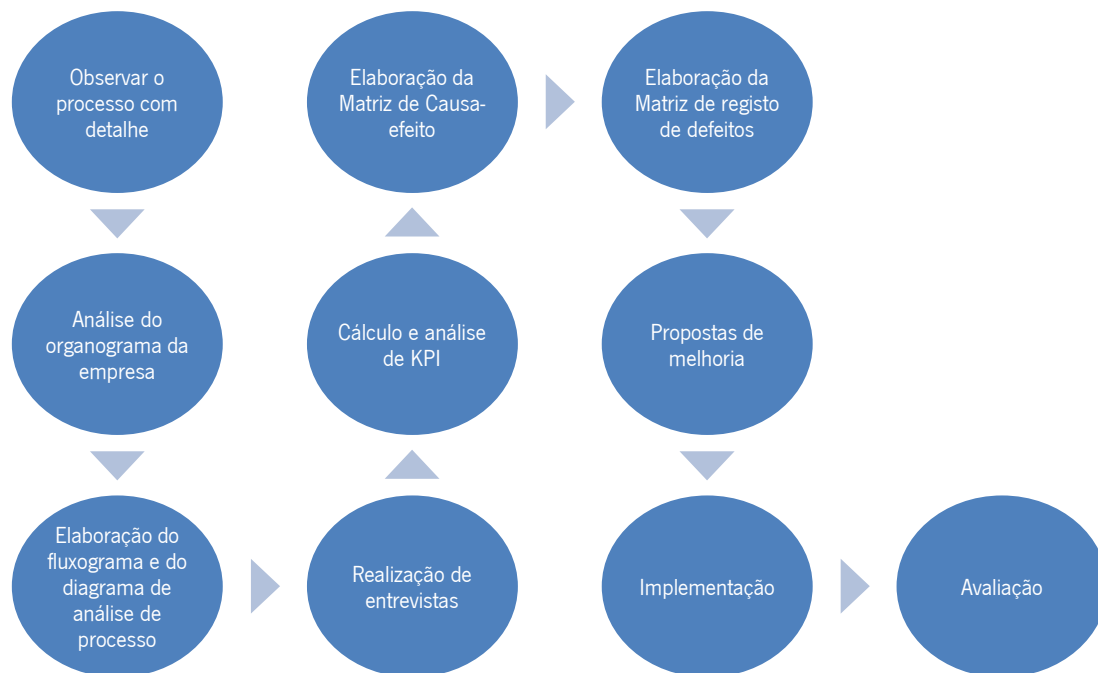 Observar o
processo com
detalhe
Análise do
organograma da
empresa
Elaboração do
fluxograma e do
diagrama de
análise de
processo
Realização de
entrevistas
Cálculo e análise
de KPI
Elaboração da
Matriz de Causa-
efeito
Elaboração da
Matriz de registo
de defeitos
Propostas de
melhoria
Implementação
Avaliação